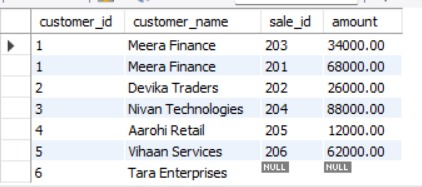 customer_id customer_name sale_id amount
1 Meera Finance 203 34000.00
1 Meera Finance 201 68000.00
2 Devika Traders 202 26000.00
3 Nivan Technologies 204 88000.00
4 Aarohi Retail 205 12000.00
5 Vihaan Services 206 62000.00
6 Tara Enterprises NULL NULL